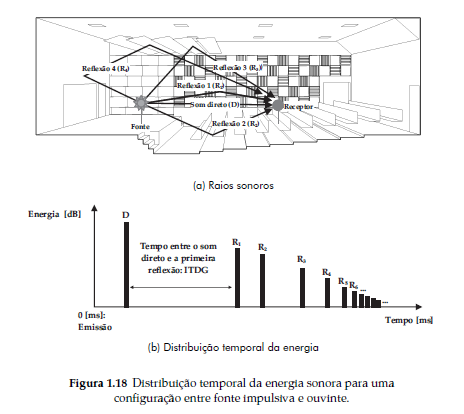 Reflexão 4 (R₄)
Reflexão 3 (R₃)
Reflexão 1 (R₁)
Som direto (D)
Receptor
Fonte
Reflexão 2 (R₂)
(a) Raios sonoros
Energia [dB]
D
Tempo entre o som
direto e a primeira
reflexão: ITDG
R₁
R₂
R₃
R₄
R₅ R₆ ...
...
0 [ms]:
Emissão
Tempo [ms]
(b) Distribuição temporal da energia
Figura 1.18 Distribuição temporal da energia sonora para uma
configuração entre fonte impulsiva e ouvinte.